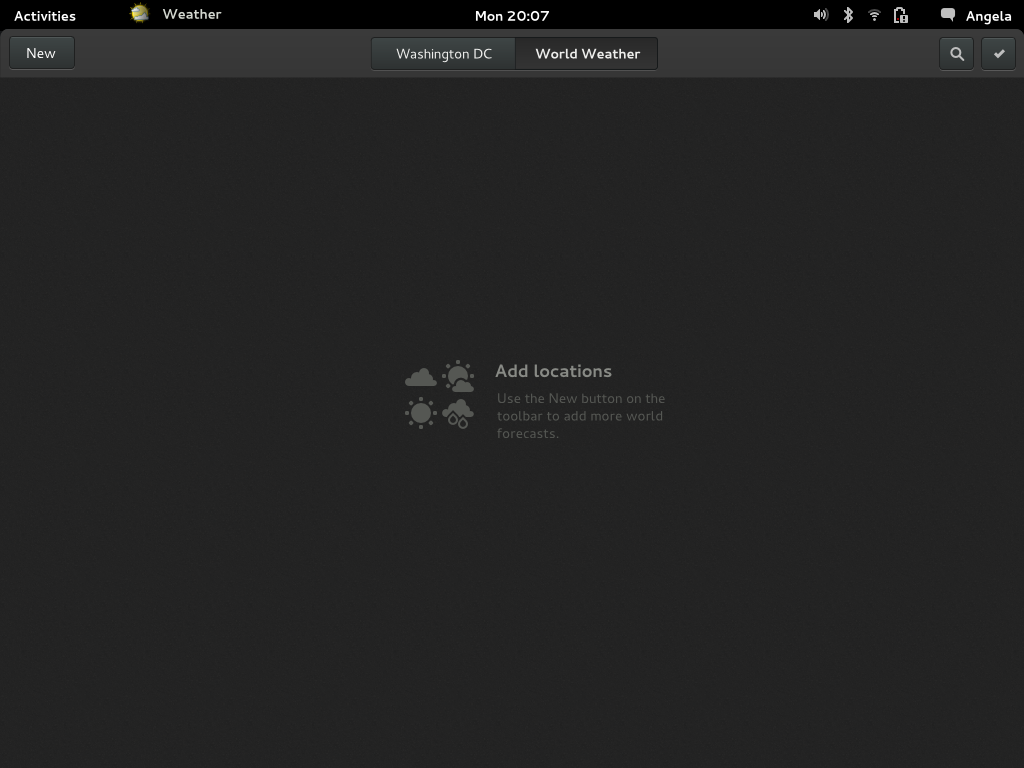 Activities Weather Mon 20:07 Angela
New Washington DC World Weather
Add locations
Use the New button on the
toolbar to add more world
forecasts.